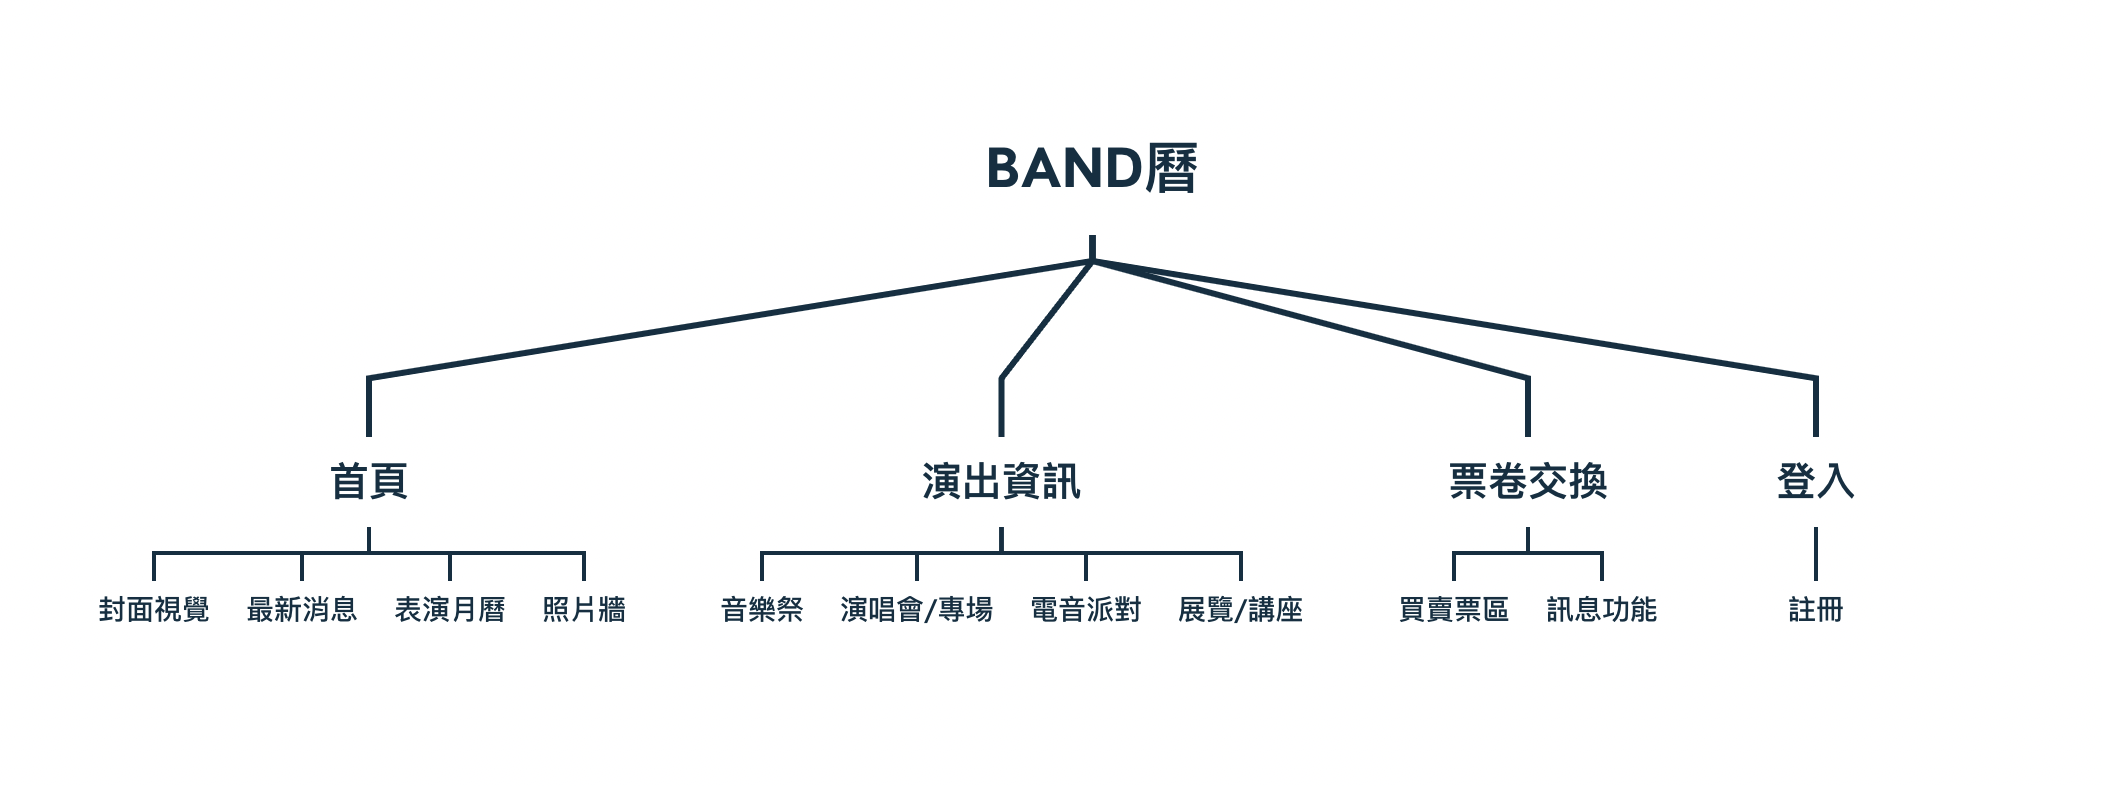 BAND曆
首頁
演出資訊
票卷交換
登入
封面視覺
最新消息
表演月曆
照片牆
音樂祭
演唱會/專場
電音派對
展覽/講座
買賣票區
訊息功能
註冊